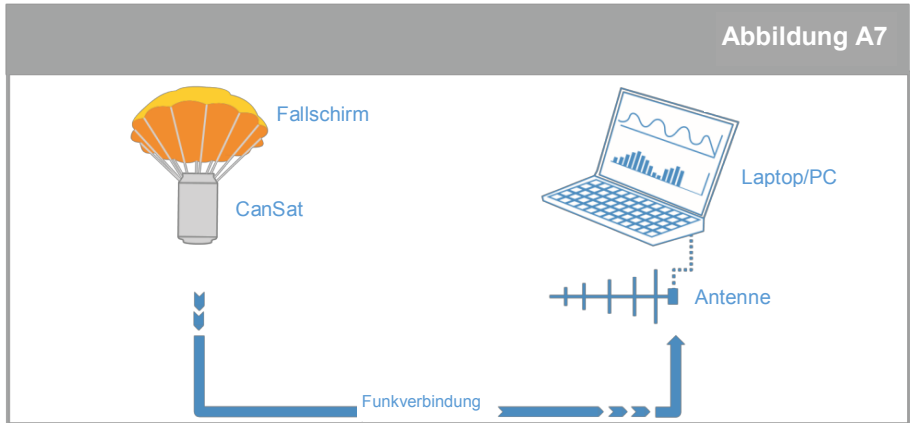 Abbildung A7
Fallschirm
CanSat
Laptop/PC
Antenne
Funkverbindung